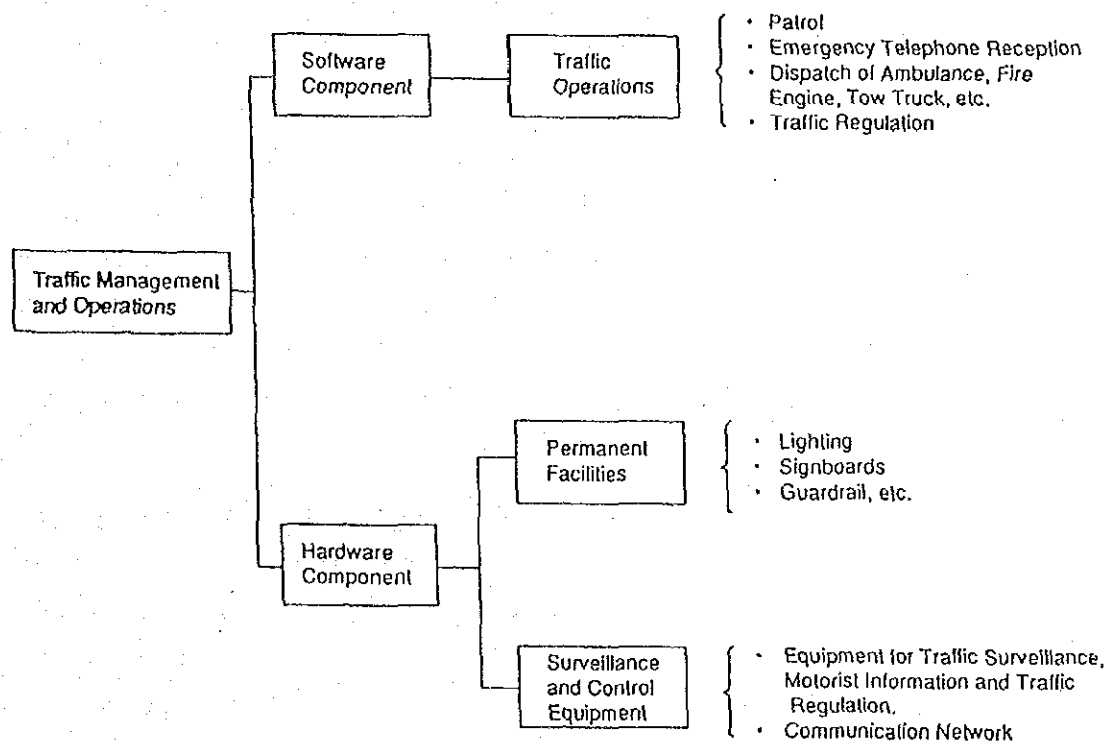 Software
Component
Traffic
Operations
· Patrol
· Emergency Telephone Reception
· Dispatch of Ambulance, Fire
Engine, Tow Truck, etc.
· Traffic Regulation
Traffic Management
and Operations
Hardware
Component
Permanent
Facilities
· Lighting
· Signboards
· Guardrail, etc.
Surveillance
and Control
Equipment
· Equipment for Traffic Surveillance,
Motorist Information and Traffic
Regulation.
· Communication Network